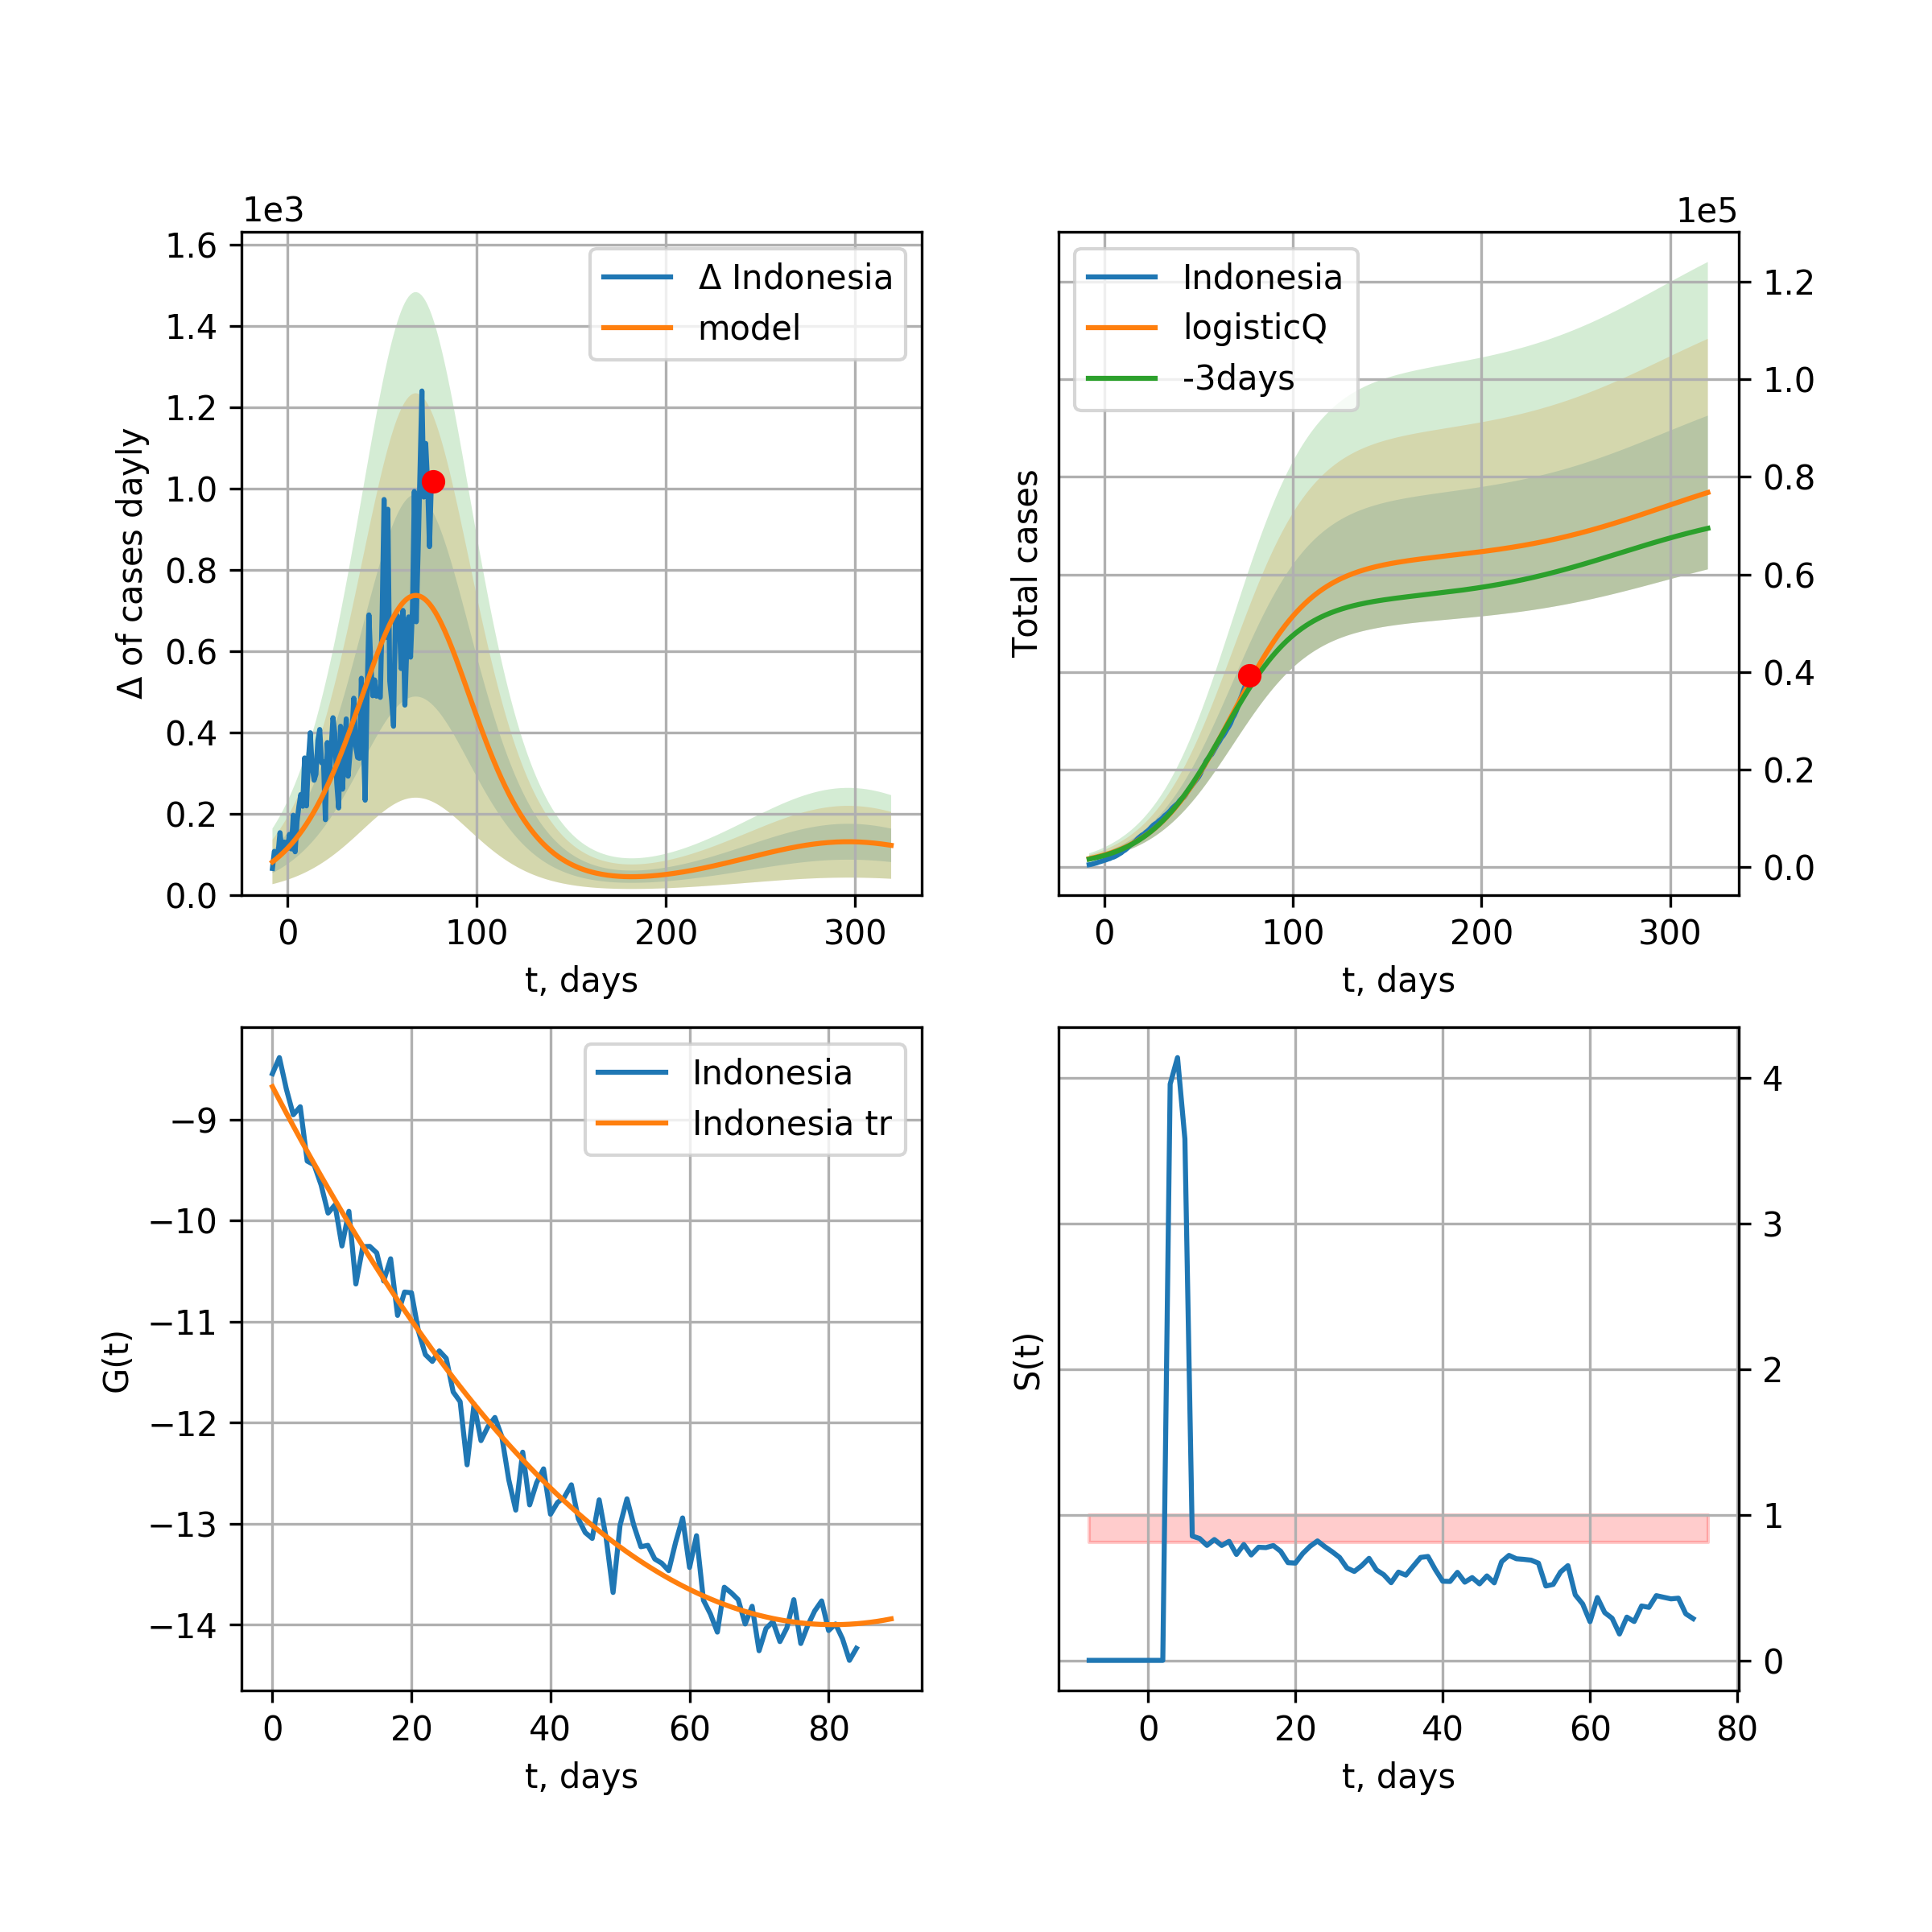 1e3
1.6
1.4
1.2
1.0
0.8
0.6
0.4
0.2
0.0
Δ of cases dayly
Δ Indonesia
model
0 100 200 300
t, days
1e5
Indonesia
logisticQ
-3days
Total cases
1.2
1.0
0.8
0.6
0.4
0.2
0.0
0 100 200 300
t, days
Indonesia
Indonesia tr
−9
−10
−11
−12
−13
−14
G(t)
0 20 40 60 80
t, days
S(t)
4
3
2
1
0
0 20 40 60 80
t, days